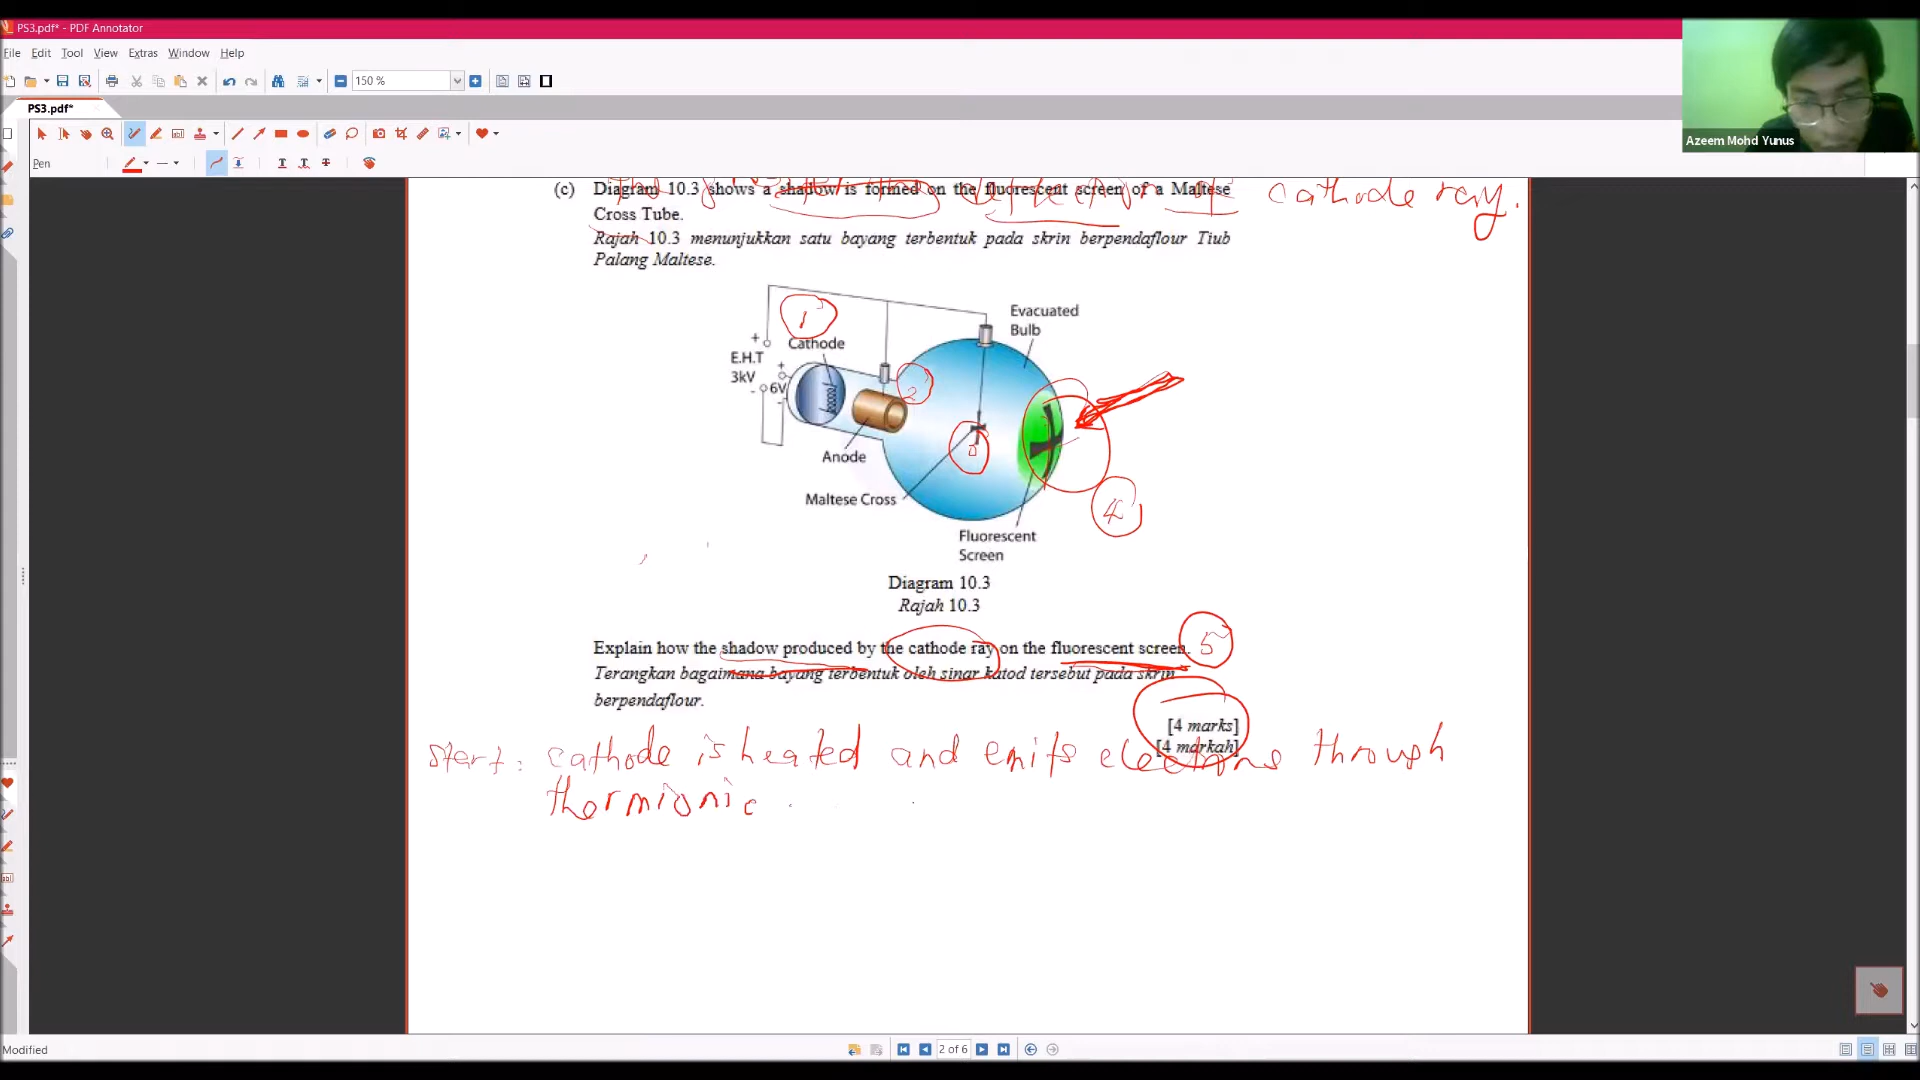 PS3.pdf* - PDF Annotator
File Edit Tool View Extras Window Help
150 %
PS3.pdf*
Pen
Azeem Mohd Yunus
(c) Diagram 10.3 shows a shadow is formed on the fluorescent screen of a Maltese
Cross Tube.
of cathode ray.
Rajah 10.3 menunjukkan satu bayang terbentuk pada skrin berpendaflour Tiub
Palang Maltese.
1
Evacuated
Bulb
Cathode
+
E.H.T
3kV
+
6V
-
-
2
Anode
Maltese Cross
4
Fluorescent
Screen
Diagram 10.3
Rajah 10.3
Explain how the shadow produced by the cathode ray on the fluorescent screen.
5
Terangkan bagaimana bayang terbentuk oleh sinar katod tersebut pada skrin
berpendaflour.
[4 marks]
[4 markah]
start: cathode is heated and emits electrons through
thermionic
Modified
2 of 6